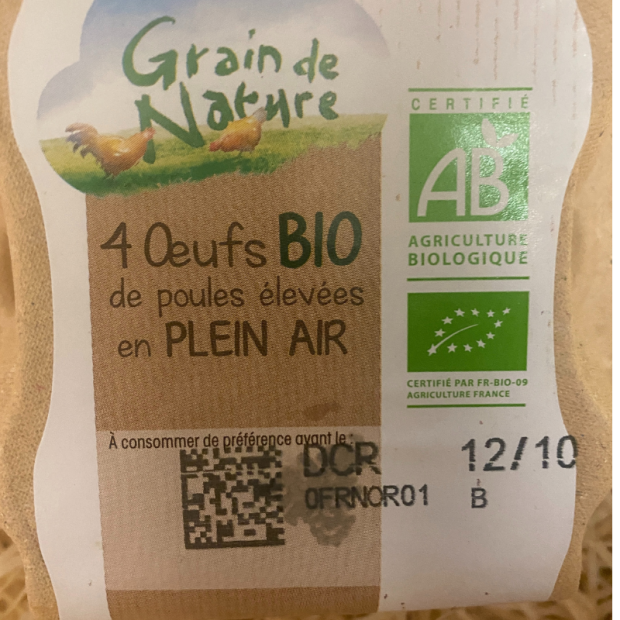 Grain de
Nature
CERTIFIÉ
AB
AGRICULTURE
BIOLOGIQUE
4 Œufs BIO
de poules élevées
en PLEIN AIR
CERTIFIÉ PAR FR-BIO-09
AGRICULTURE FRANCE
À consommer de préférence avant le :
DCR 12/10
0FRNOR01 B